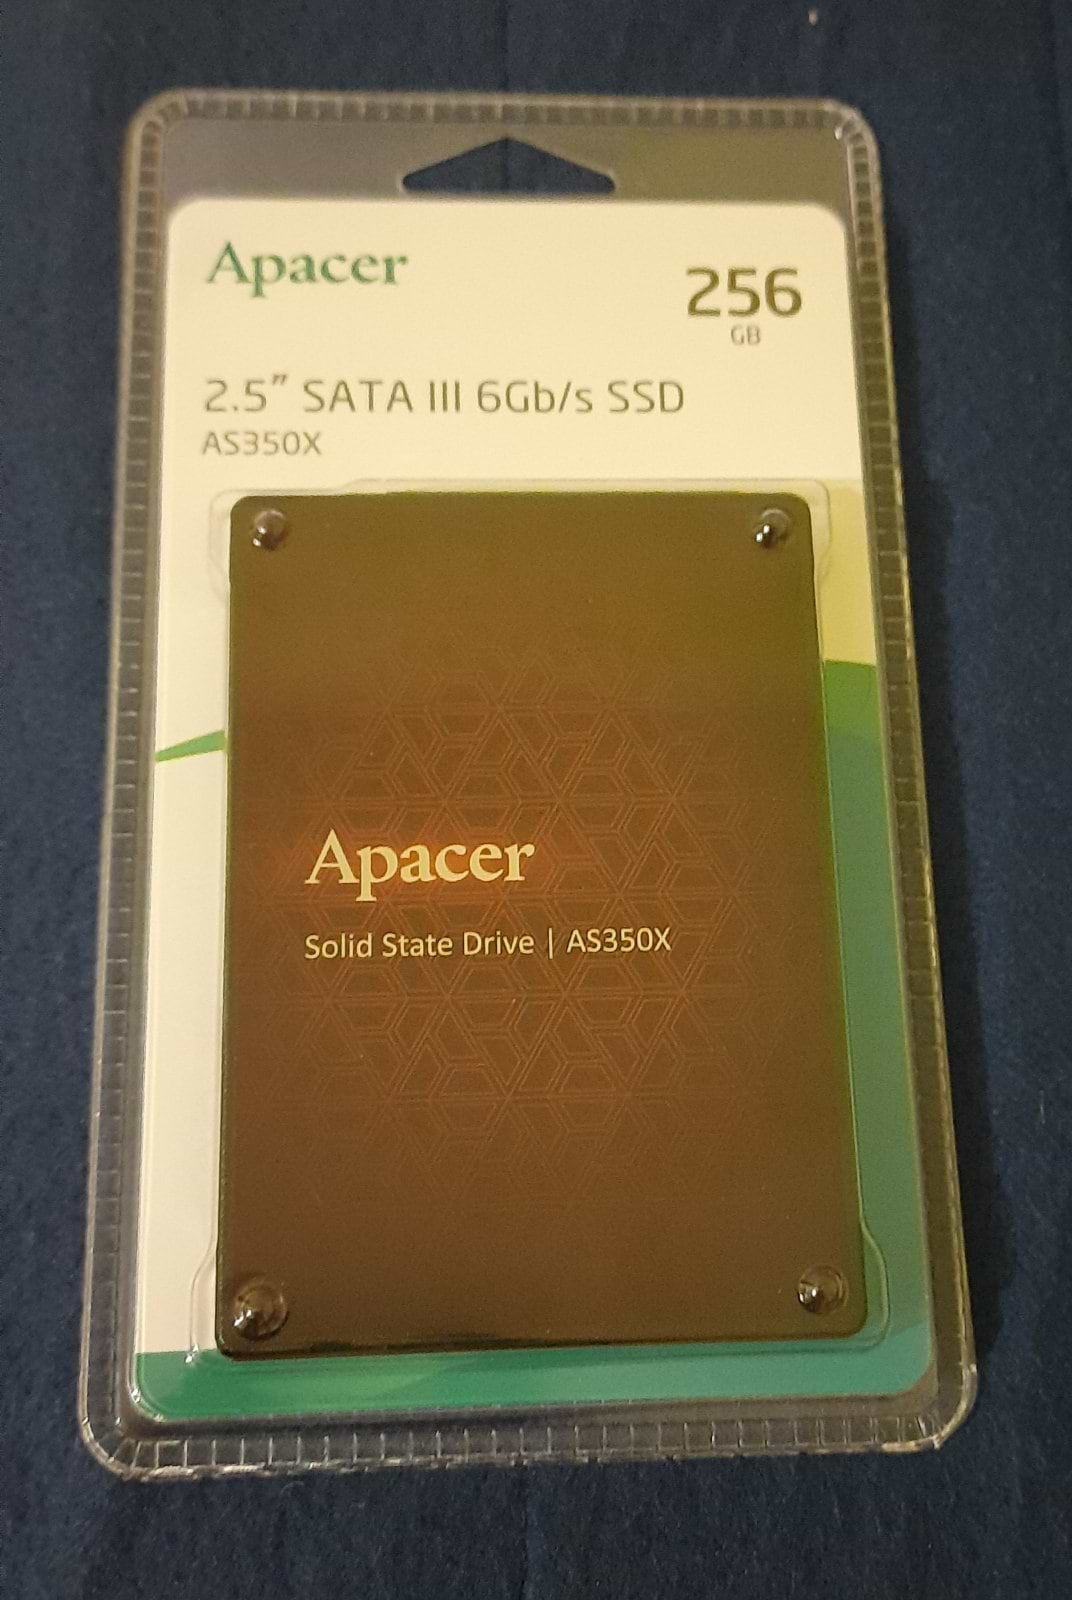 Apacer
256
GB
2.5" SATA III 6Gb/s SSD
AS350X
Apacer
Solid State Drive | AS350X